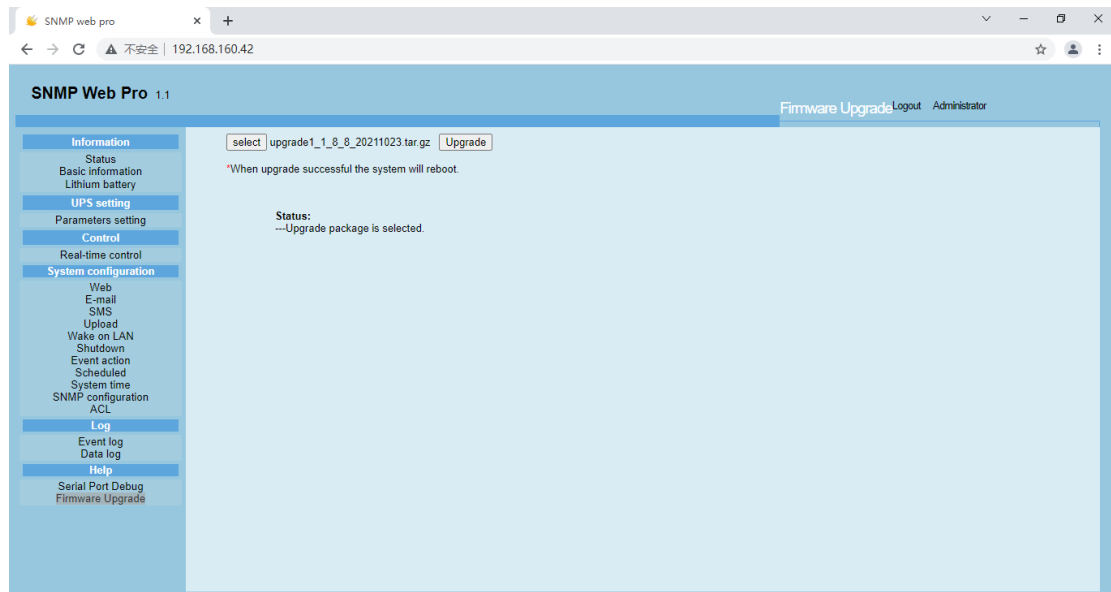 SNMP web pro
不安全 | 192.168.160.42
SNMP Web Pro 1.1
Firmware Upgrade Logout Administrator
Information
Status
Basic information
Lithium battery
UPS setting
Parameters setting
Control
Real-time control
System configuration
Web
E-mail
SMS
Upload
Wake on LAN
Shutdown
Event action
Scheduled
System time
SNMP configuration
ACL
Log
Event log
Data log
Help
Serial Port Debug
Firmware Upgrade
select upgrade1_1_8_8_20211023.tar.gz Upgrade
*When upgrade successful the system will reboot.
Status:
---Upgrade package is selected.